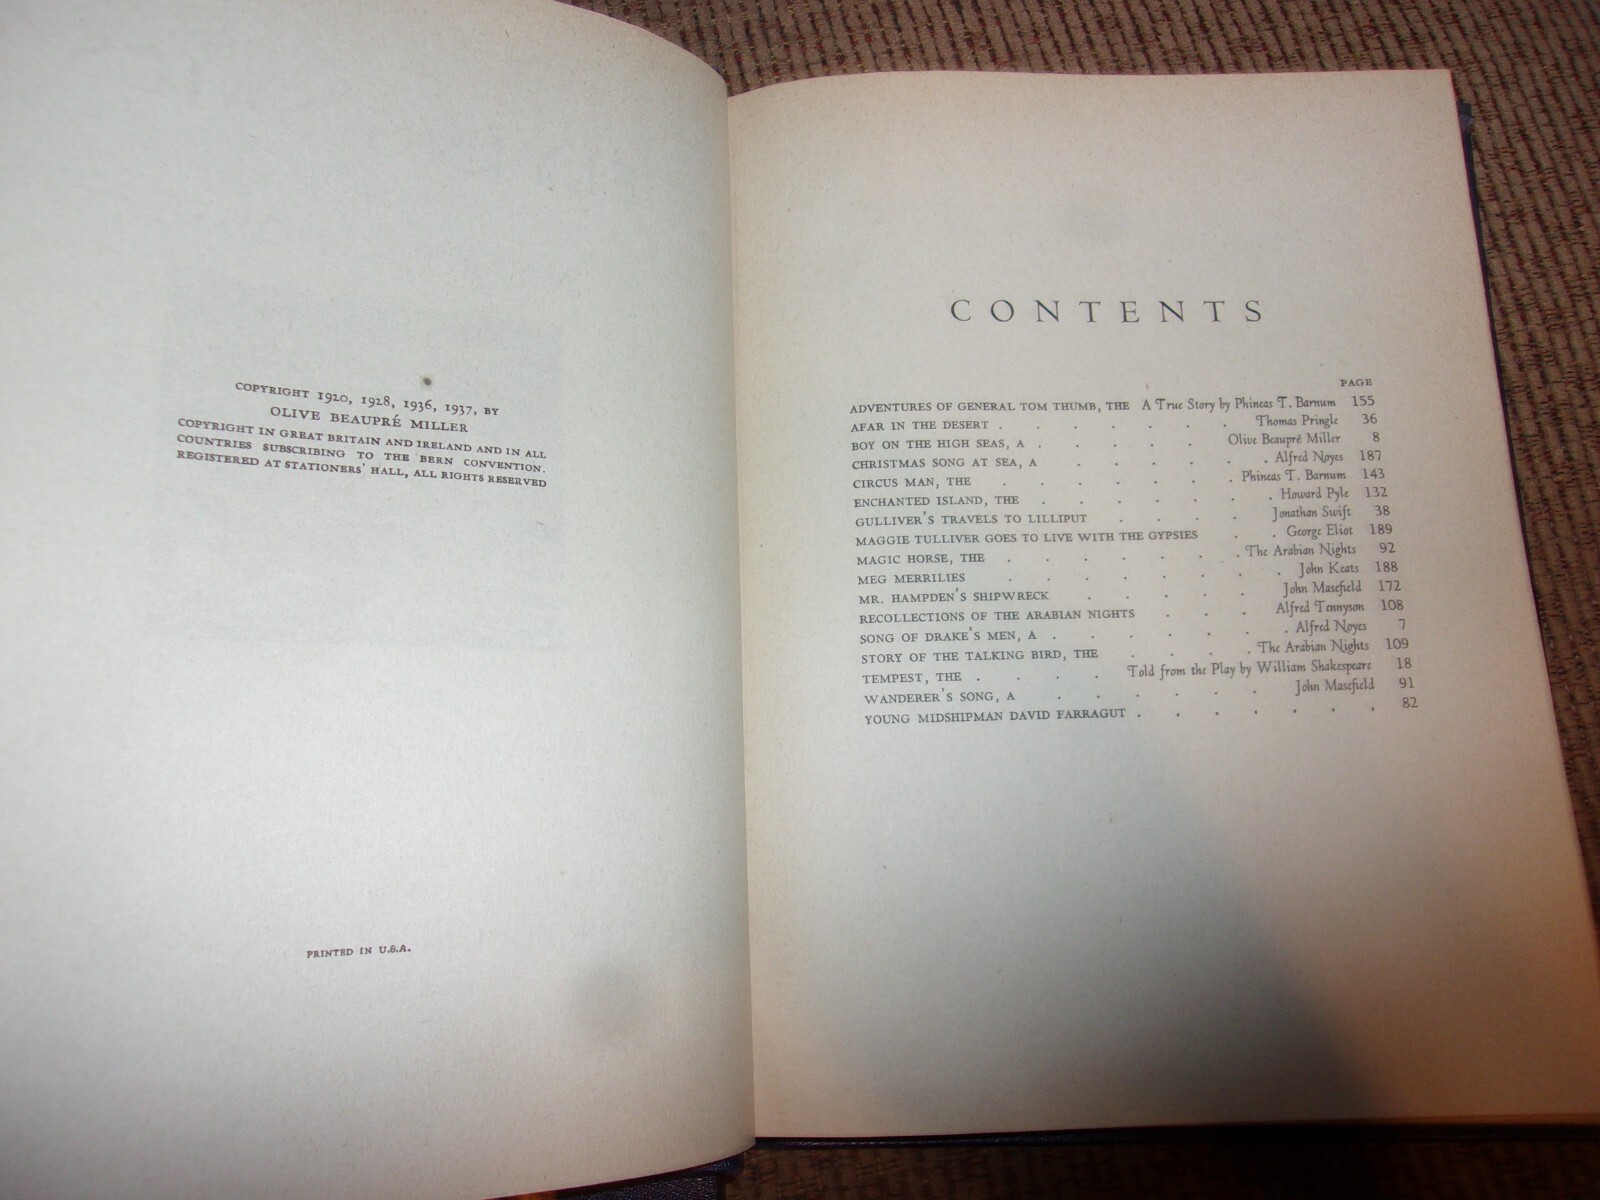 COPYRIGHT 1920, 1928, 1936, 1937, BY
OLIVE BEAUPRÉ MILLER
COPYRIGHT IN GREAT BRITAIN AND IRELAND AND IN ALL
COUNTRIES SUBSCRIBING TO THE BERN CONVENTION.
REGISTERED AT STATIONERS' HALL, ALL RIGHTS RESERVED
PRINTED IN U.S.A.
CONTENTS
PAGE
ADVENTURES OF GENERAL TOM THUMB, THE A True Story by Phineas T. Barnum 155
AFAR IN THE DESERT . . . . . . . Thomas Pringle 36
BOY ON THE HIGH SEAS, A . . . . . Olive Beaupré Miller 8
CHRISTMAS SONG AT SEA, A . . . . . . Alfred Noyes 187
CIRCUS MAN, THE . . . . . . . Phineas T. Barnum 143
ENCHANTED ISLAND, THE . . . . . . . Howard Pyle 132
GULLIVER'S TRAVELS TO LILLIPUT . . . . Jonathan Swift 38
MAGGIE TULLIVER GOES TO LIVE WITH THE GYPSIES . . George Eliot 189
MAGIC HORSE, THE . . . . . . . The Arabian Nights 92
MEG MERRILIES . . . . . . . . John Keats 188
MR. HAMPDEN'S SHIPWRECK . . . . . John Masefield 172
RECOLLECTIONS OF THE ARABIAN NIGHTS . . . Alfred Tennyson 108
SONG OF DRAKE'S MEN, A . . . . . . . Alfred Noyes 7
STORY OF THE TALKING BIRD, THE . . . . The Arabian Nights 109
TEMPEST, THE . . . . Told from the Play by William Shakespeare 18
WANDERER'S SONG, A . . . . . . John Masefield 91
YOUNG MIDSHIPMAN DAVID FARRAGUT . . . . . . . 82